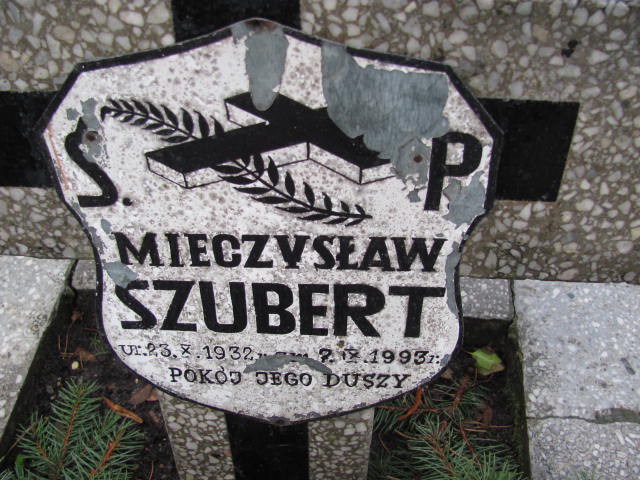 Ś. P
MIECZYSŁAW
SZUBERT
ur.23.X.1932 r. zm 7.IX.1993 r.
POKÓJ JEGO DUSZY